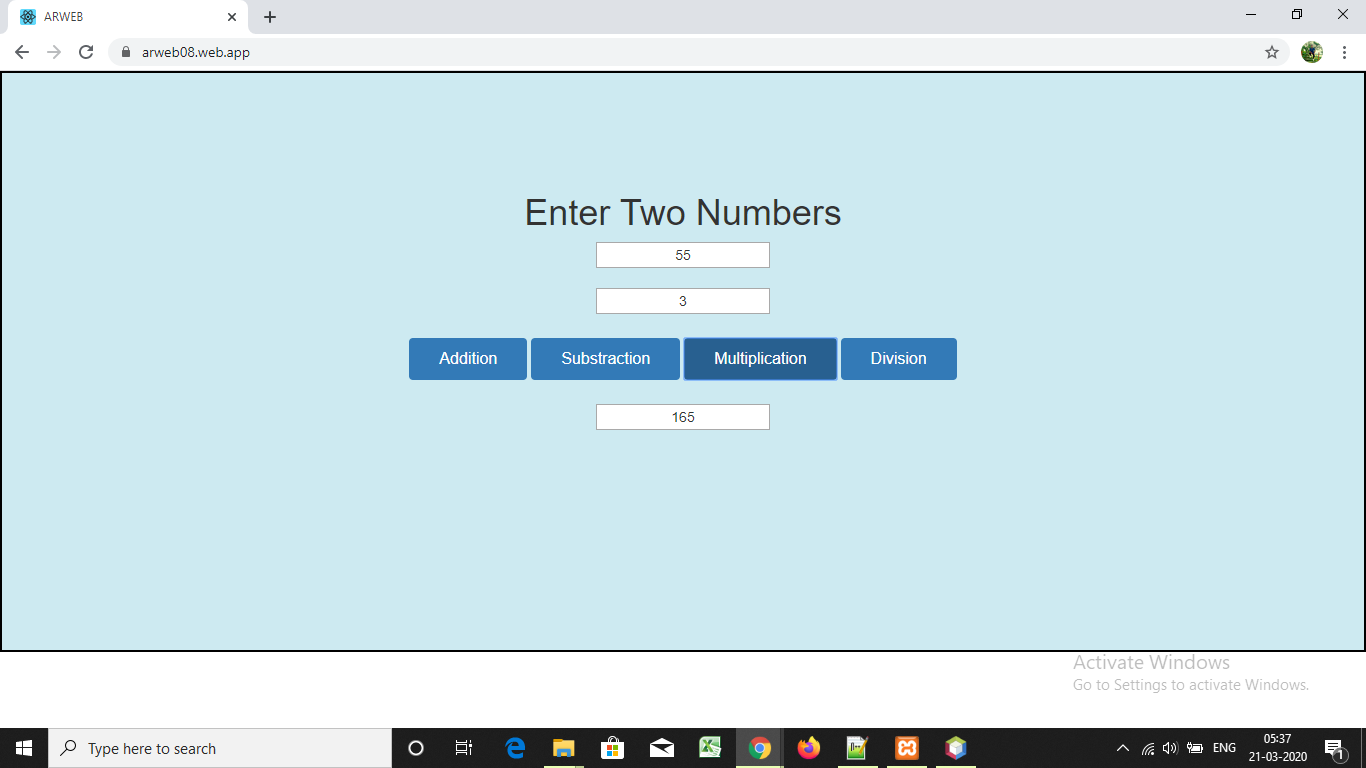 ARWEB
arweb08.web.app
Enter Two Numbers
55
3
Addition Substraction Multiplication Division
165
Activate Windows
Go to Settings to activate Windows.
Type here to search
ENG
05:37
21-03-2020
1